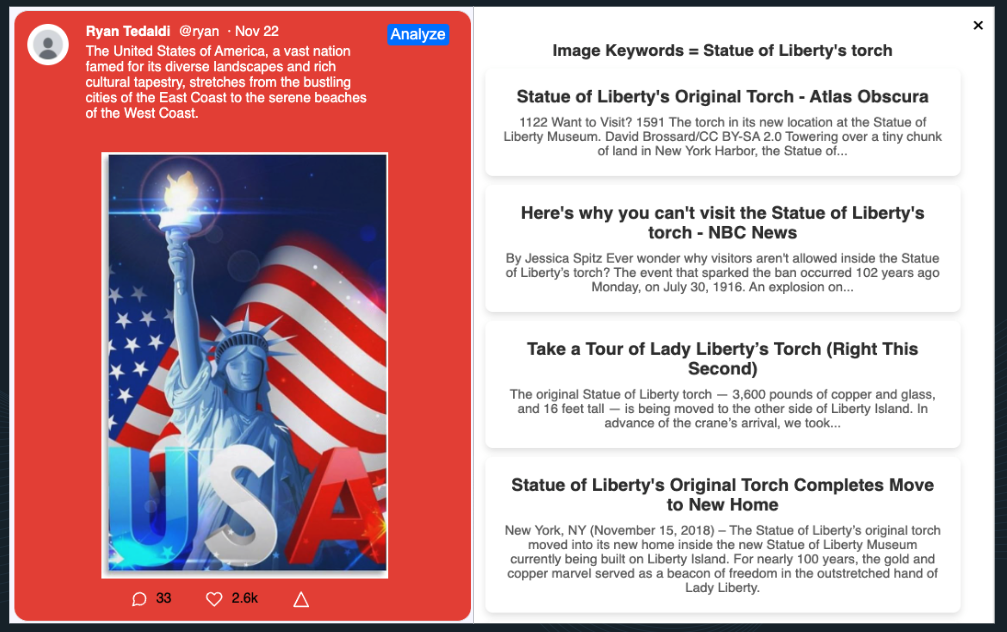 Ryan Tedaldi @ryan · Nov 22
Analyze
The United States of America, a vast nation
famed for its diverse landscapes and rich
cultural tapestry, stretches from the bustling
cities of the East Coast to the serene beaches
of the West Coast.
USA
33
2.6k
Image Keywords = Statue of Liberty's torch
Statue of Liberty's Original Torch - Atlas Obscura
1122 Want to Visit? 1591 The torch in its new location at the Statue of
Liberty Museum. David Brossard/CC BY-SA 2.0 Towering over a tiny chunk
of land in New York Harbor, the Statue of...
Here's why you can't visit the Statue of Liberty's
torch - NBC News
By Jessica Spitz Ever wonder why visitors aren't allowed inside the Statue
of Liberty's torch? The event that sparked the ban occurred 102 years ago
Monday, on July 30, 1916. An explosion on...
Take a Tour of Lady Liberty’s Torch (Right This
Second)
The original Statue of Liberty torch — 3,600 pounds of copper and glass,
and 16 feet tall — is being moved to the other side of Liberty Island. In
advance of the crane’s arrival, we took...
Statue of Liberty's Original Torch Completes Move
to New Home
New York, NY (November 15, 2018) – The Statue of Liberty’s original torch
moved into its new home inside the new Statue of Liberty Museum
currently being built on Liberty Island. For nearly 100 years, the gold and
copper marvel served as a beacon of freedom in the outstretched hand of
Lady Liberty.